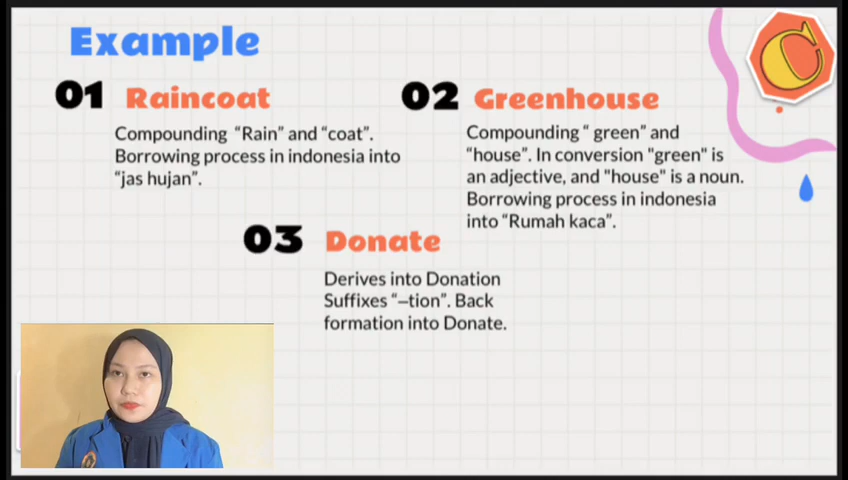 Example
01 Raincoat
Compounding “Rain” and “coat”.
Borrowing process in indonesia into
“jas hujan”.
02 Greenhouse
Compounding “ green” and
“house”. In conversion "green" is
an adjective, and "house" is a noun.
Borrowing process in indonesia
into “Rumah kaca”.
03 Donate
Derives into Donation
Suffixes “–tion”. Back
formation into Donate.
C